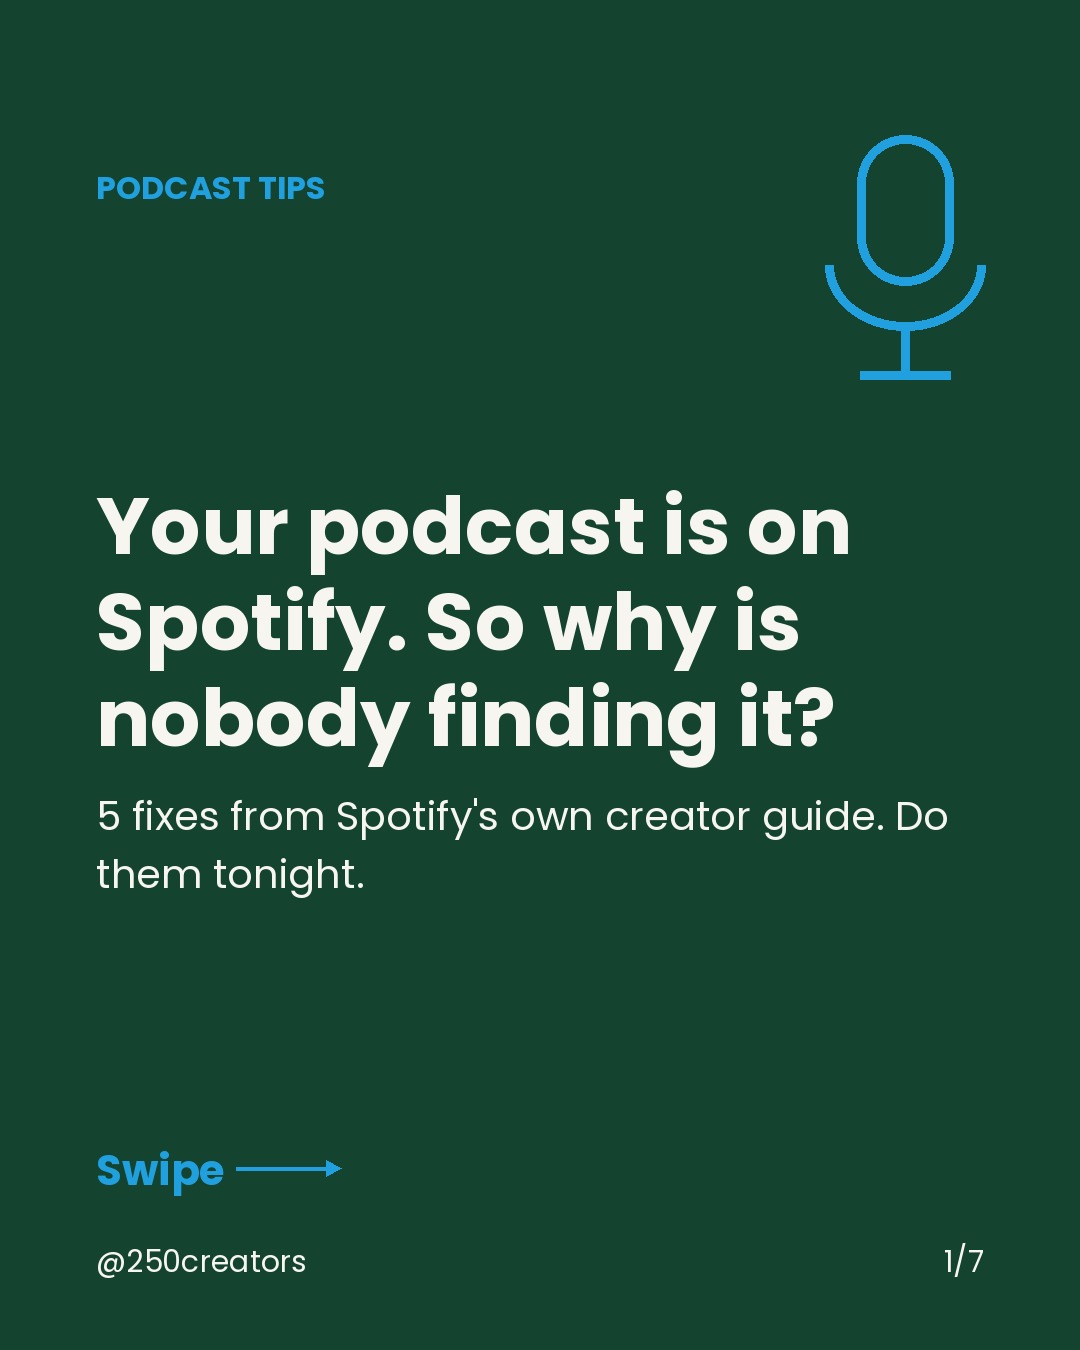 PODCAST TIPS
Your podcast is on
Spotify. So why is
nobody finding it?
5 fixes from Spotify's own creator guide. Do
them tonight.
Swipe
@250creators
1/7